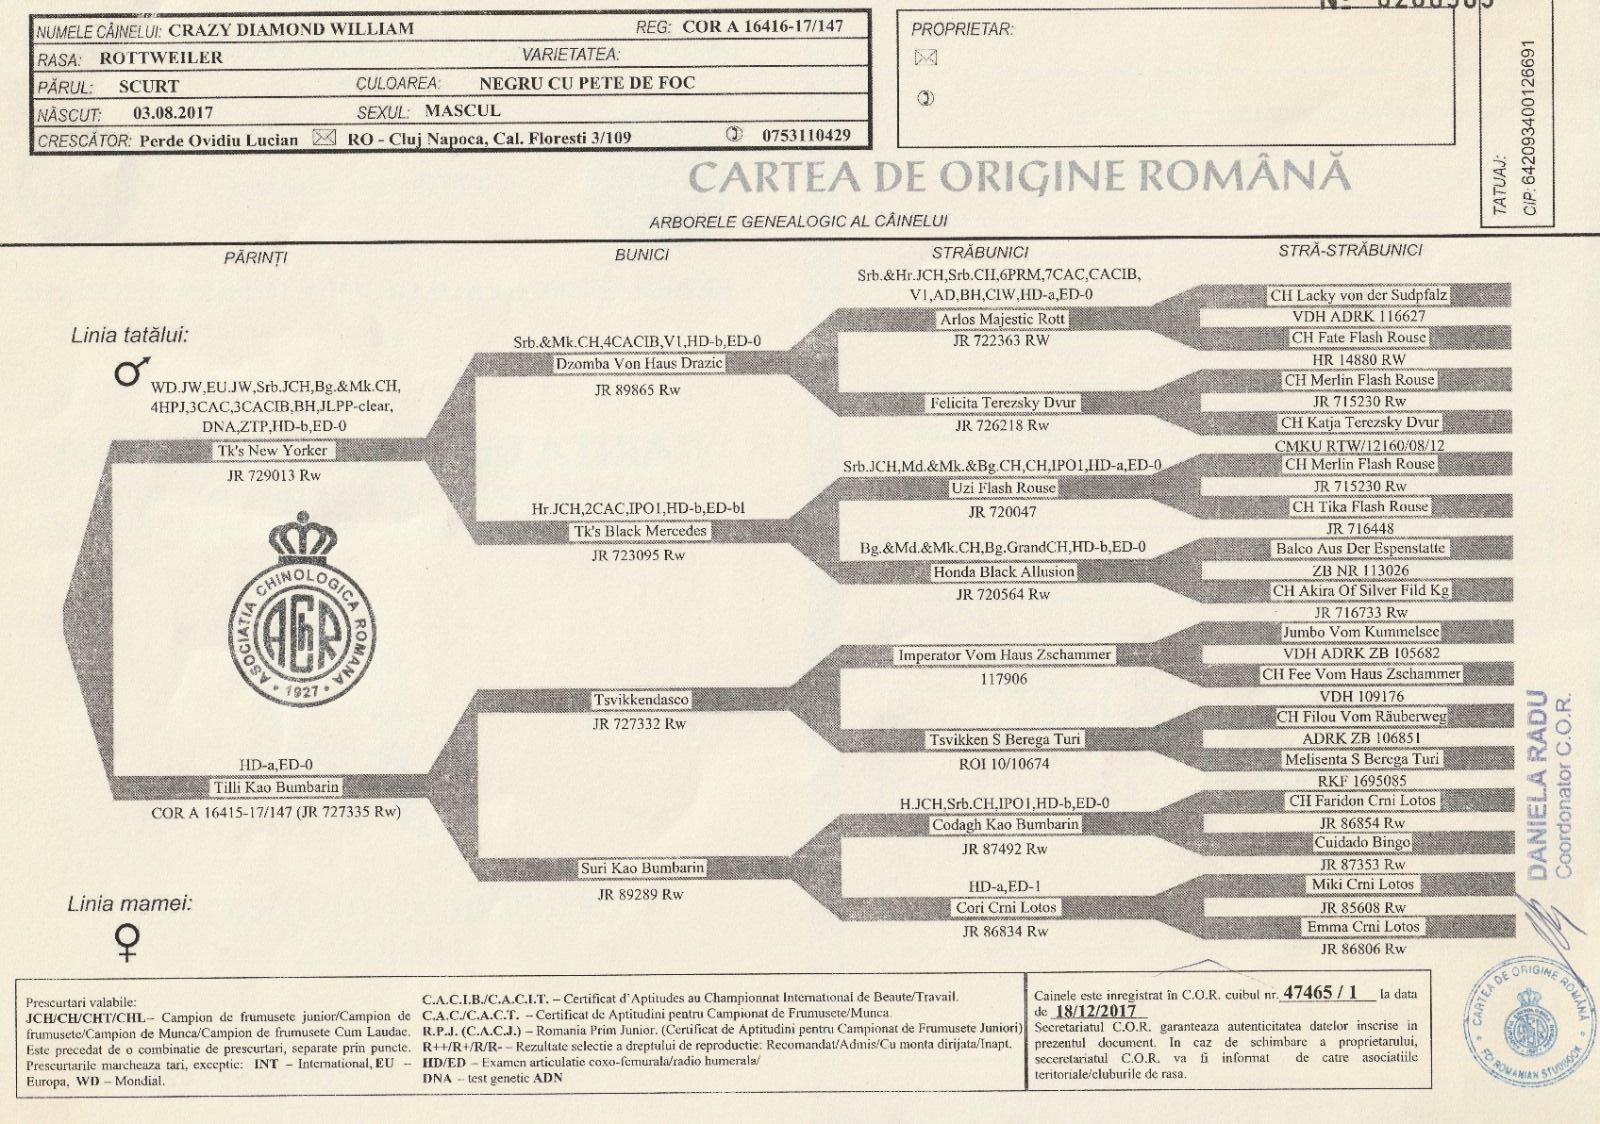 NUMELE CÂINELUI: CRAZY DIAMOND WILLIAM REG: COR A 16416-17/147
RASA: ROTTWEILER VARIETATEA:
PĂRUL: SCURT CULOAREA: NEGRU CU PETE DE FOC
NĂSCUT: 03.08.2017 SEXUL: MASCUL
CRESCĂTOR: Perde Ovidiu Lucian RO - Cluj Napoca, Cal. Floresti 3/109 0753110429
PROPRIETAR:
TATUAJ:
CIP: 642093400126691
CARTEA DE ORIGINE ROMÂNĂ
ARBORELE GENEALOGIC AL CÂINELUI
PĂRINȚI
BUNICI
STRĂBUNICI
STRĂ-STRĂBUNICI
Linia tatălui:
WD.JW,EU.JW,Srb.JCH,Bg.&Mk.CH,
4HPJ,3CAC,3CACIB,BH,JLPP-clear,
DNA,ZTP,HD-b,ED-0
Tk's New Yorker
JR 729013 Rw
ASOCIATIA CHINOLOGICA ROMANA
AChR
• 1927 •
HD-a,ED-0
Tilli Kao Bumbarin
COR A 16415-17/147 (JR 727335 Rw)
Linia mamei:
Srb.&Mk.CH,4CACIB,V1,HD-b,ED-0
Dzomba Von Haus Drazic
JR 89865 Rw
Hr.JCH,2CAC,IPO1,HD-b,ED-bl
Tk's Black Mercedes
JR 723095 Rw
Tsvikkendasco
JR 727332 Rw
Suri Kao Bumbarin
JR 89289 Rw
Srb.&Hr.JCH,Srb.CH,6PRM,7CAC,CACIB,
V1,AD,BH,CIW,HD-a,ED-0
Arlos Majestic Rott
JR 722363 RW
Felicita Terezsky Dvur
JR 726218 Rw
Srb.JCH,Md.&Mk.&Bg.CH,CH,IPO1,HD-a,ED-0
Uzi Flash Rouse
JR 720047
Bg.&Md.&Mk.CH,Bg.GrandCH,HD-b,ED-0
Honda Black Allusion
JR 720564 Rw
Imperator Vom Haus Zschammer
117906
Tsvikken S Berega Turi
ROI 10/10674
H.JCH,Srb.CH,IPO1,HD-b,ED-0
Codagh Kao Bumbarin
JR 87492 Rw
HD-a,ED-1
Cori Crni Lotos
JR 86834 Rw
CH Lacky von der Sudpfalz
VDH ADRK 116627
CH Fate Flash Rouse
HR 14880 RW
CH Merlin Flash Rouse
JR 715230 Rw
CH Katja Terezsky Dvur
CMKU RTW/12160/08/12
CH Merlin Flash Rouse
JR 715230 Rw
CH Tika Flash Rouse
JR 716448
Balco Aus Der Espenstatte
ZB NR 113026
CH Akira Of Silver Fild Kg
JR 716733 Rw
Jumbo Vom Kummelsee
VDH ADRK ZB 105682
CH Fee Vom Haus Zschammer
VDH 109176
CH Filou Vom Räuberweg
ADRK ZB 106851
Melisenta S Berega Turi
RKF 1695085
CH Faridon Crni Lotos
JR 86854 Rw
Cuidado Bingo
JR 87353 Rw
Miki Crni Lotos
JR 85608 Rw
Emma Crni Lotos
JR 86806 Rw
DANIELA RADU
Coordonator C.O.R.
CARTEA DE ORIGINE ROMÂNĂ
FCI ROMANIAN STUDBOOK
Prescurtari valabile:
JCH/CH/CHT/CHL– Campion de frumusete junior/Campion de
frumusete/Campion de Munca/Campion de frumusete Cum Laudae.
Este precedat de o combinatie de prescurtari, separate prin puncte.
Prescurtarile marcheaza tari, exceptie: INT – International, EU –
Europa, WD – Mondial.
C.A.C.I.B./C.A.C.I.T. – Certificat d'Aptitudes au Championnat International de Beaute/Travail.
C.A.C./C.A.C.T. – Certificat de Aptitudini pentru Campionat de Frumusete/Munca.
R.P.J. (C.A.C.J.) – Romania Prim Junior. (Certificat de Aptitudini pentru Campionat de Frumusete Juniori)
R++/R+/R/R- – Rezultate selectie a dreptului de reproductie: Recomandat/Admis/Cu monta dirijata/Inapt.
HD/ED – Examen articulatie coxo-femurala/radio humerala/
DNA – test genetic ADN
Cainele este inregistrat în C.O.R. cuibul nr. 47465 / 1 la data
de 18/12/2017
Secretariatul C.O.R. garanteaza autenticitatea datelor inscrise in
prezentul document. In caz de schimbare a proprietarului,
secretariatul C.O.R. va fi informat de catre asociatiile
teritoriale/cluburile de rasa.